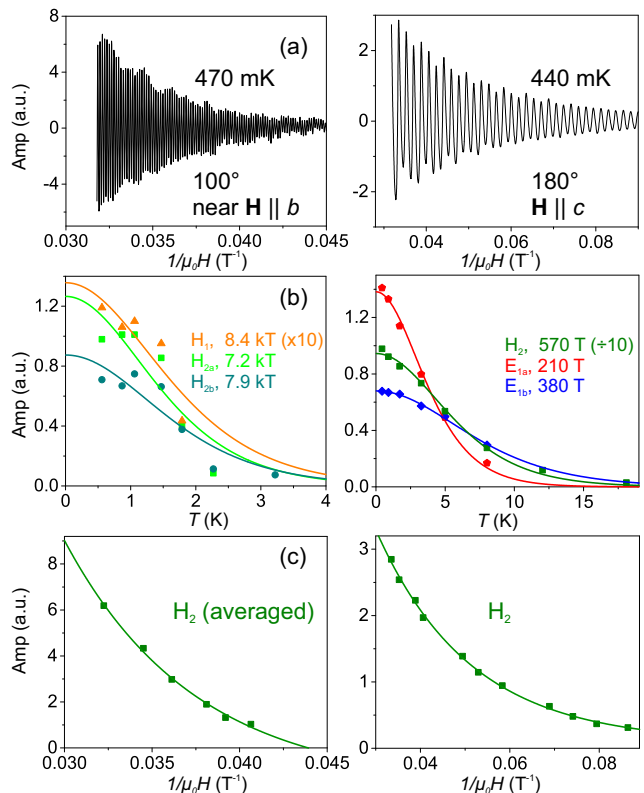 (a)
470 mK
100°
near H || b
Amp (a.u.)
8
4
0
-4
0.030 0.035 0.040 0.045
1/μ₀H (T⁻¹)
440 mK
180°
H || c
2
0
-2
0.04 0.06 0.08
1/μ₀H (T⁻¹)
(b)
H₁, 8.4 kT (x10)
H₂ₐ, 7.2 kT
H₂b, 7.9 kT
Amp (a.u.)
1.2
0.6
0.0
0 1 2 3 4
T (K)
H₂, 570 T (÷10)
E₁ₐ, 210 T
E₁b, 380 T
1.2
0.8
0.4
0.0
0 5 10 15
T (K)
(c)
H₂ (averaged)
Amp (a.u.)
8
6
4
2
0
0.030 0.035 0.040 0.045
1/μ₀H (T⁻¹)
H₂
3
2
1
0
0.04 0.06 0.08
1/μ₀H (T⁻¹)